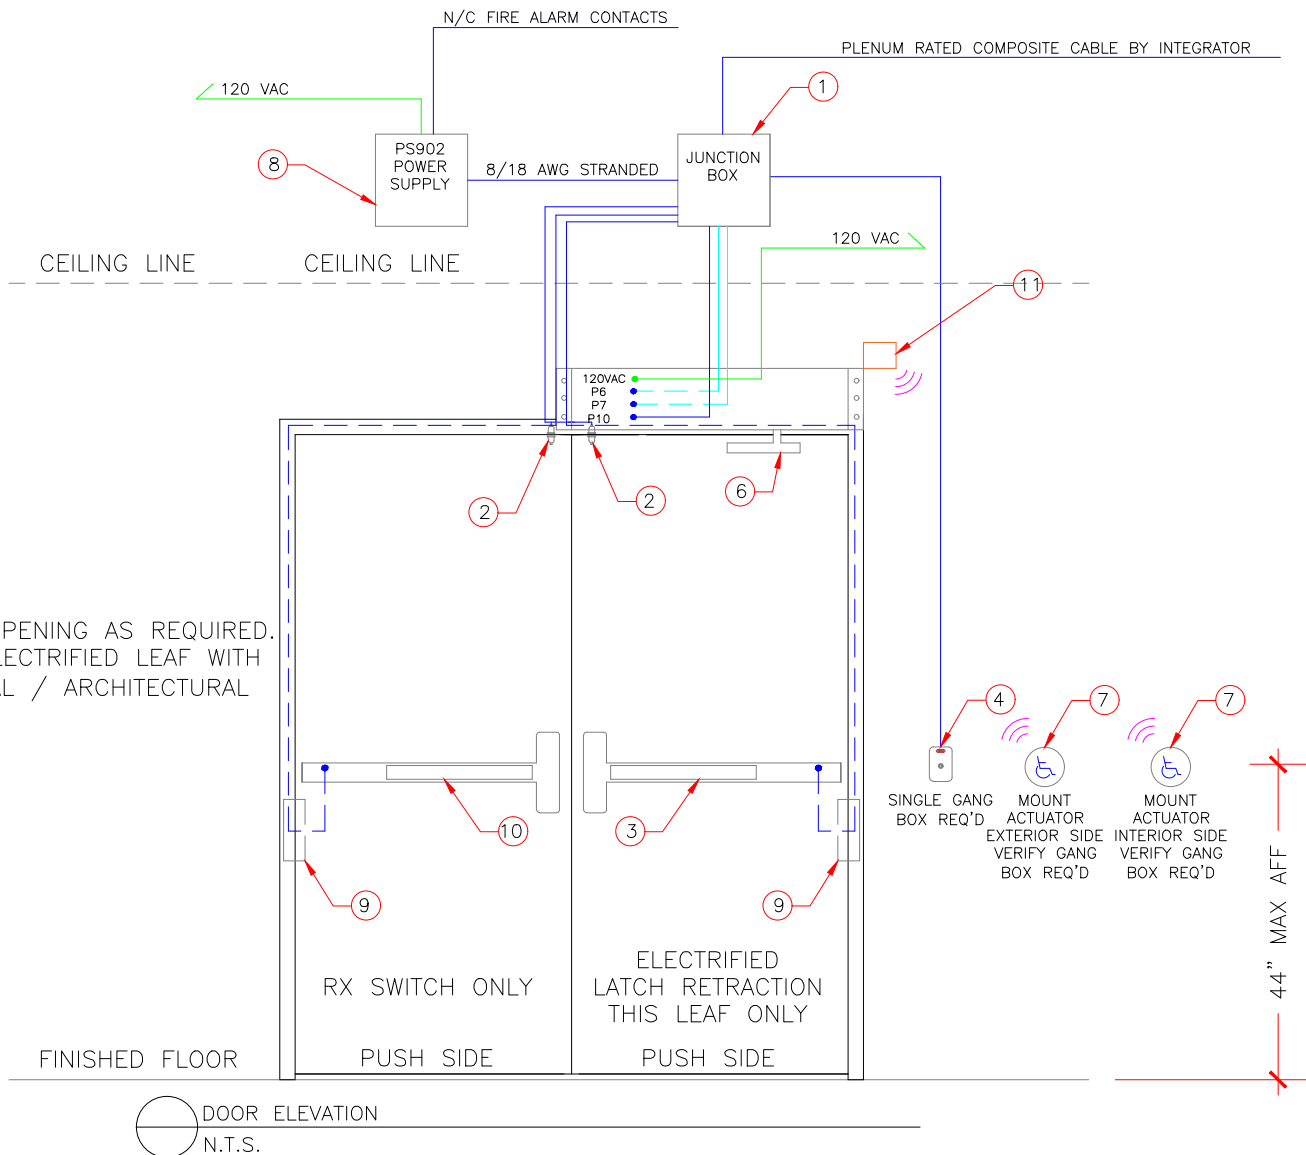 N/C FIRE ALARM CONTACTS
PLENUM RATED COMPOSITE CABLE BY INTEGRATOR
120 VAC
1
PS902
POWER
SUPPLY
8
8/18 AWG STRANDED
JUNCTION
BOX
120 VAC
CEILING LINE
CEILING LINE
11
120VAC
P6
P7
P10
2
2
6
PENING AS REQUIRED.
LECTRIFIED LEAF WITH
AL / ARCHITECTURAL
4
7
7
SINGLE GANG
BOX REQ'D
MOUNT
ACTUATOR
EXTERIOR SIDE
VERIFY GANG
BOX REQ'D
MOUNT
ACTUATOR
INTERIOR SIDE
VERIFY GANG
BOX REQ'D
10
3
9
9
44" MAX AFF
RX SWITCH ONLY
ELECTRIFIED
LATCH RETRACTION
THIS LEAF ONLY
FINISHED FLOOR
PUSH SIDE
PUSH SIDE
DOOR ELEVATION
N.T.S.